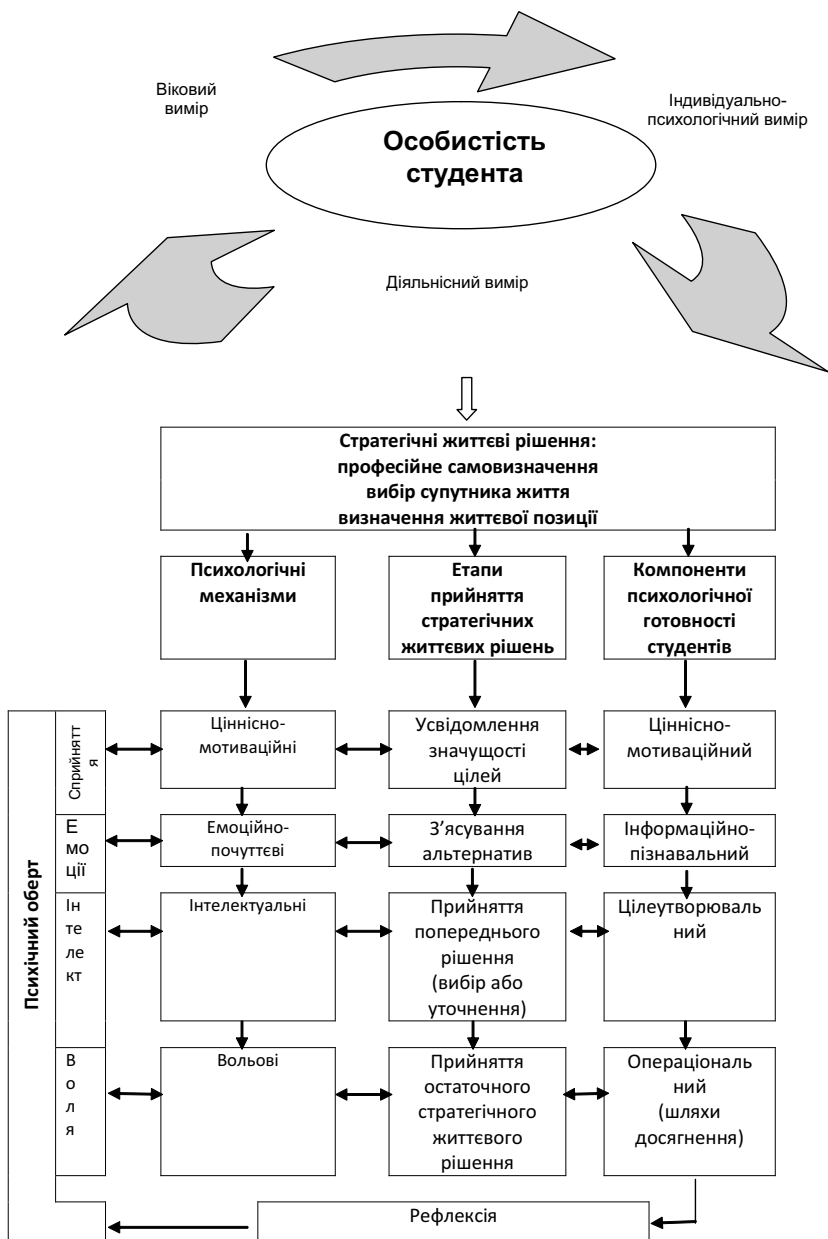 Віковий
вимір
Індивідуально-
психологічний вимір
Особистість
студента
Діяльнісний вимір
Стратегічні життєві рішення:
професійне самовизначення
вибір супутника життя
визначення життєвої позиції
Психологічні
механізми
Етапи
прийняття
стратегічних
життєвих рішень
Компоненти
психологічної
готовності
студентів
Психічний оберт
Сприйнятт
я
Ціннісно-
мотиваційні
Усвідомлення
значущості
цілей
Ціннісно-
мотиваційний
Е
мо
ції
Емоційно-
почуттєві
З’ясування
альтернатив
Інформаційно-
пізнавальний
Ін
те
ле
кт
Інтелектуальні
Прийняття
попереднього
рішення
(вибір або
уточнення)
Цілеутворюваль
ний
В
о
л
я
Вольові
Прийняття
остаточного
стратегічного
життєвого
рішення
Операціональ
ний
(шляхи
досягнення)
Рефлексія